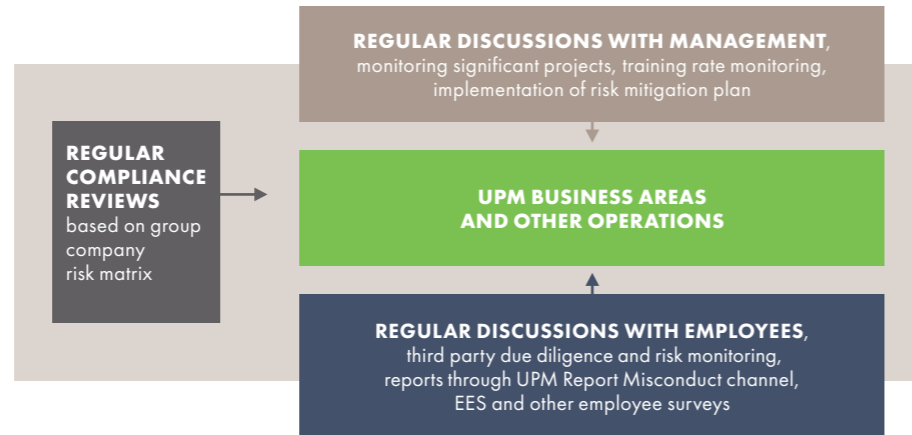 REGULAR DISCUSSIONS WITH MANAGEMENT,
monitoring significant projects, training rate monitoring,
implementation of risk mitigation plan
REGULAR
COMPLIANCE
REVIEWS
based on group
company
risk matrix
UPM BUSINESS AREAS
AND OTHER OPERATIONS
REGULAR DISCUSSIONS WITH EMPLOYEES,
third party due diligence and risk monitoring,
reports through UPM Report Misconduct channel,
EES and other employee surveys